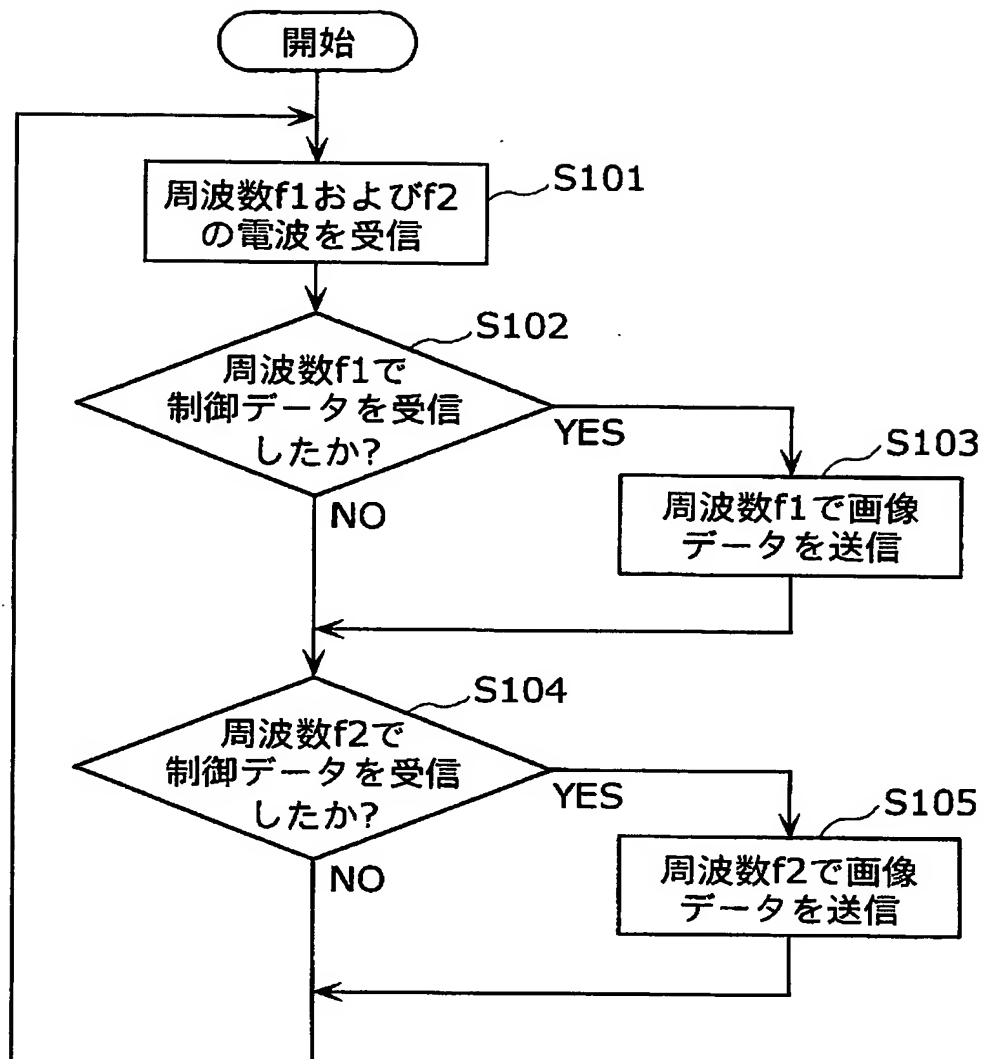 開始
周波数f1およびf2
の電波を受信
S101
S102
周波数f1で
制御データを受信
したか?
YES
NO
S103
周波数f1で画像
データを送信
S104
周波数f2で
制御データを受信
したか?
YES
NO
S105
周波数f2で画像
データを送信